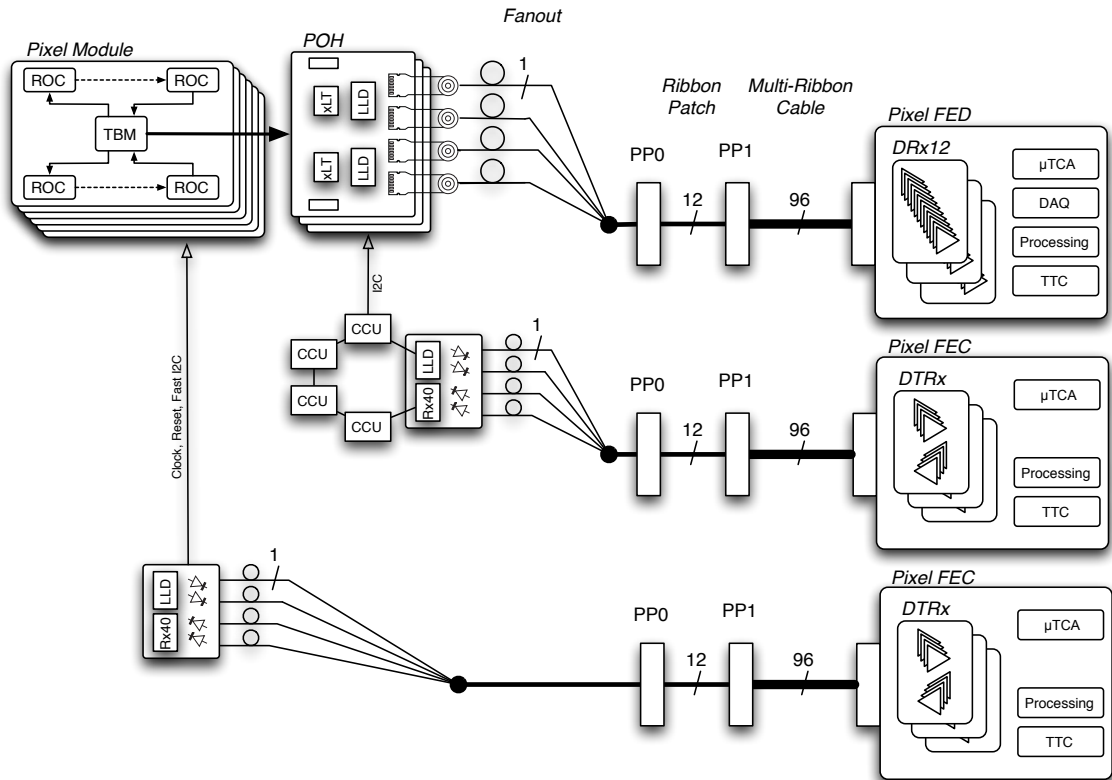 Fanout
Pixel Module
POH
1
Ribbon
Patch
Multi-Ribbon
Cable
Pixel FED
ROC
ROC
TBM
ROC
ROC
xLT
LLD
xLT
LLD
PP0
PP1
12
96
DRx12
µTCA
DAQ
Processing
TTC
I2C
Clock, Reset, Fast I2C
CCU
CCU
CCU
CCU
LLD
Rx40
1
PP0
PP1
12
96
Pixel FEC
DTRx
µTCA
Processing
TTC
LLD
Rx40
1
PP0
PP1
12
96
Pixel FEC
DTRx
µTCA
Processing
TTC